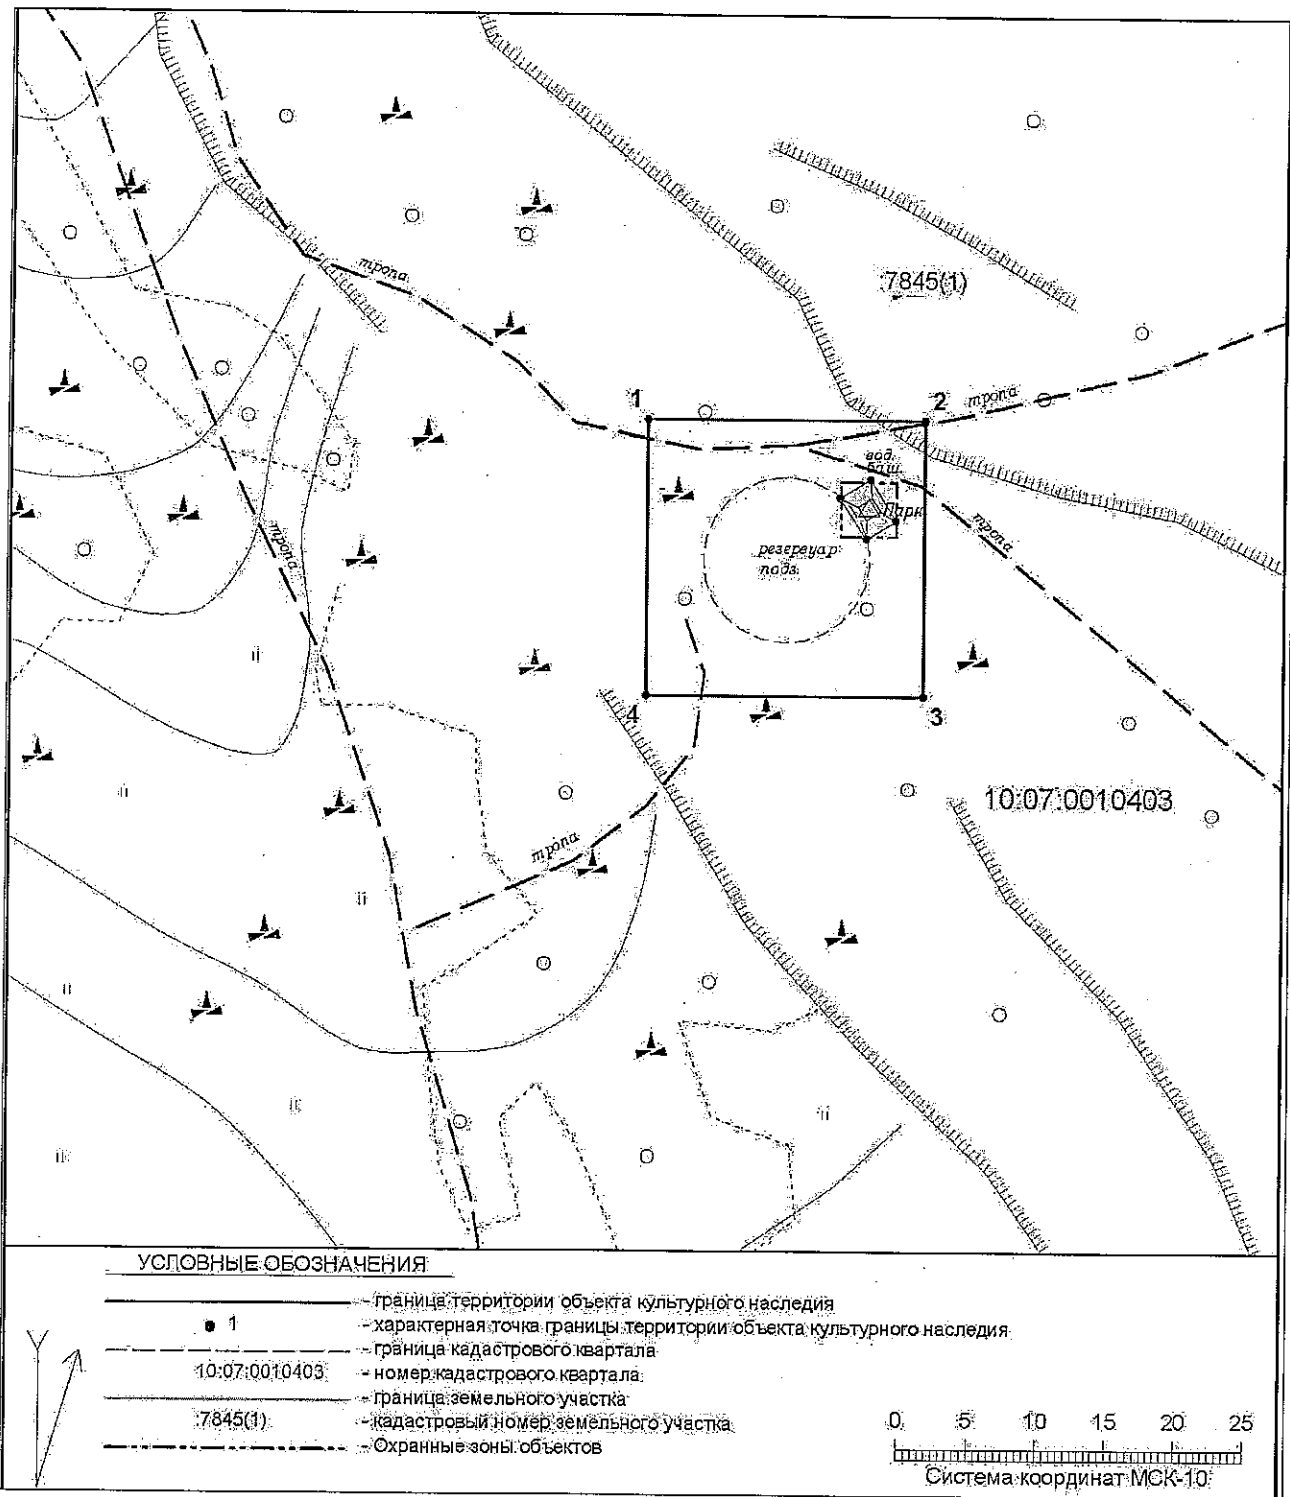 тропа
:7845(1)
1
2
тропа
вод.
баш.
Парк
резервуар
подз.
тропа
тропа
4
3
10:07:0010403
тропа
УСЛОВНЫЕ ОБОЗНАЧЕНИЯ
- граница территории объекта культурного наследия
1 - характерная точка границы территории объекта культурного наследия
- граница кадастрового квартала
10:07:0010403 - номер кадастрового квартала
- граница земельного участка
:7845(1) - кадастровый номер земельного участка
- Охранные зоны объектов
0 5 10 15 20 25
Система координат МСК-10